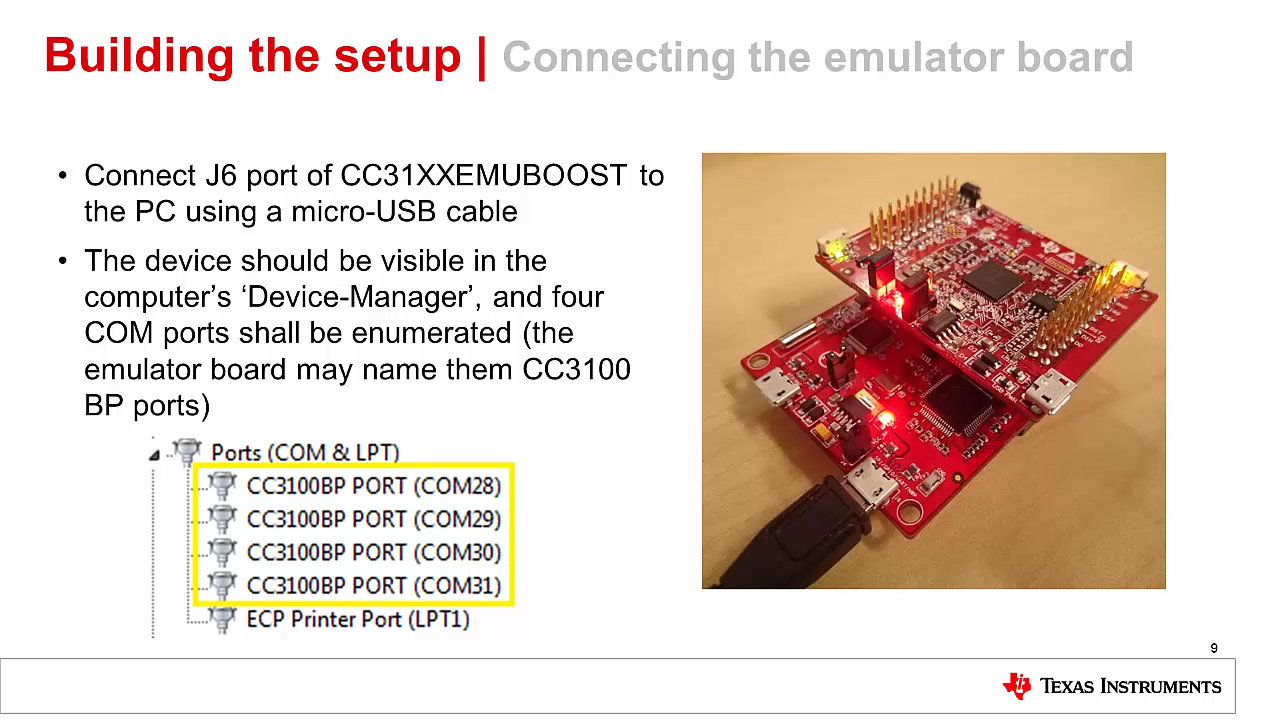 Building the setup | Connecting the emulator board
• Connect J6 port of CC31XXEMUBOOST to
the PC using a micro-USB cable
• The device should be visible in the
computer’s ‘Device-Manager’, and four
COM ports shall be enumerated (the
emulator board may name them CC3100
BP ports)
Ports (COM & LPT)
CC3100BP PORT (COM28)
CC3100BP PORT (COM29)
CC3100BP PORT (COM30)
CC3100BP PORT (COM31)
ECP Printer Port (LPT1)
9
TEXAS INSTRUMENTS